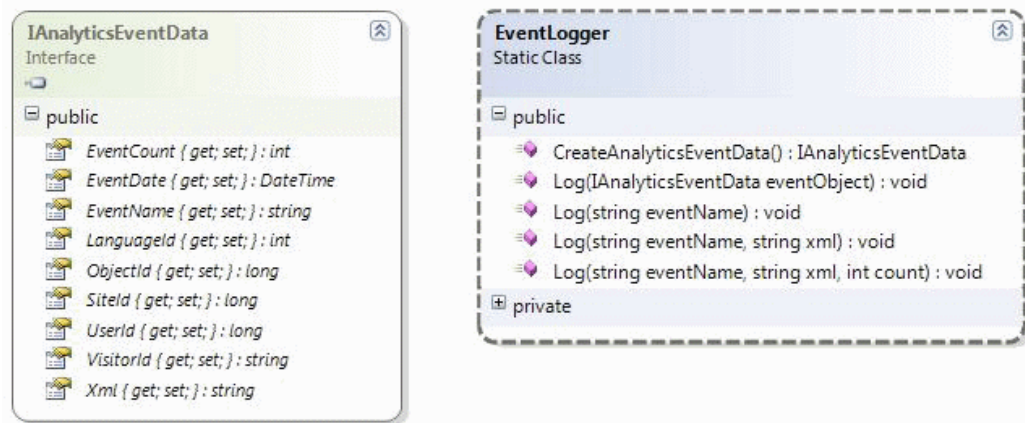 IAnalyticsEventData
Interface
public
EventCount { get; set; } : int
EventDate { get; set; } : DateTime
EventName { get; set; } : string
LanguageId { get; set; } : int
ObjectId { get; set; } : long
SiteId { get; set; } : long
UserId { get; set; } : long
VisitorId { get; set; } : string
Xml { get; set; } : string
EventLogger
Static Class
public
CreateAnalyticsEventData() : IAnalyticsEventData
Log(IAnalyticsEventData eventObject) : void
Log(string eventName) : void
Log(string eventName, string xml) : void
Log(string eventName, string xml, int count) : void
private